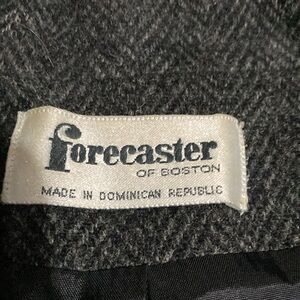 forecaster
OF BOSTON
MADE IN DOMINICAN REPUBLIC